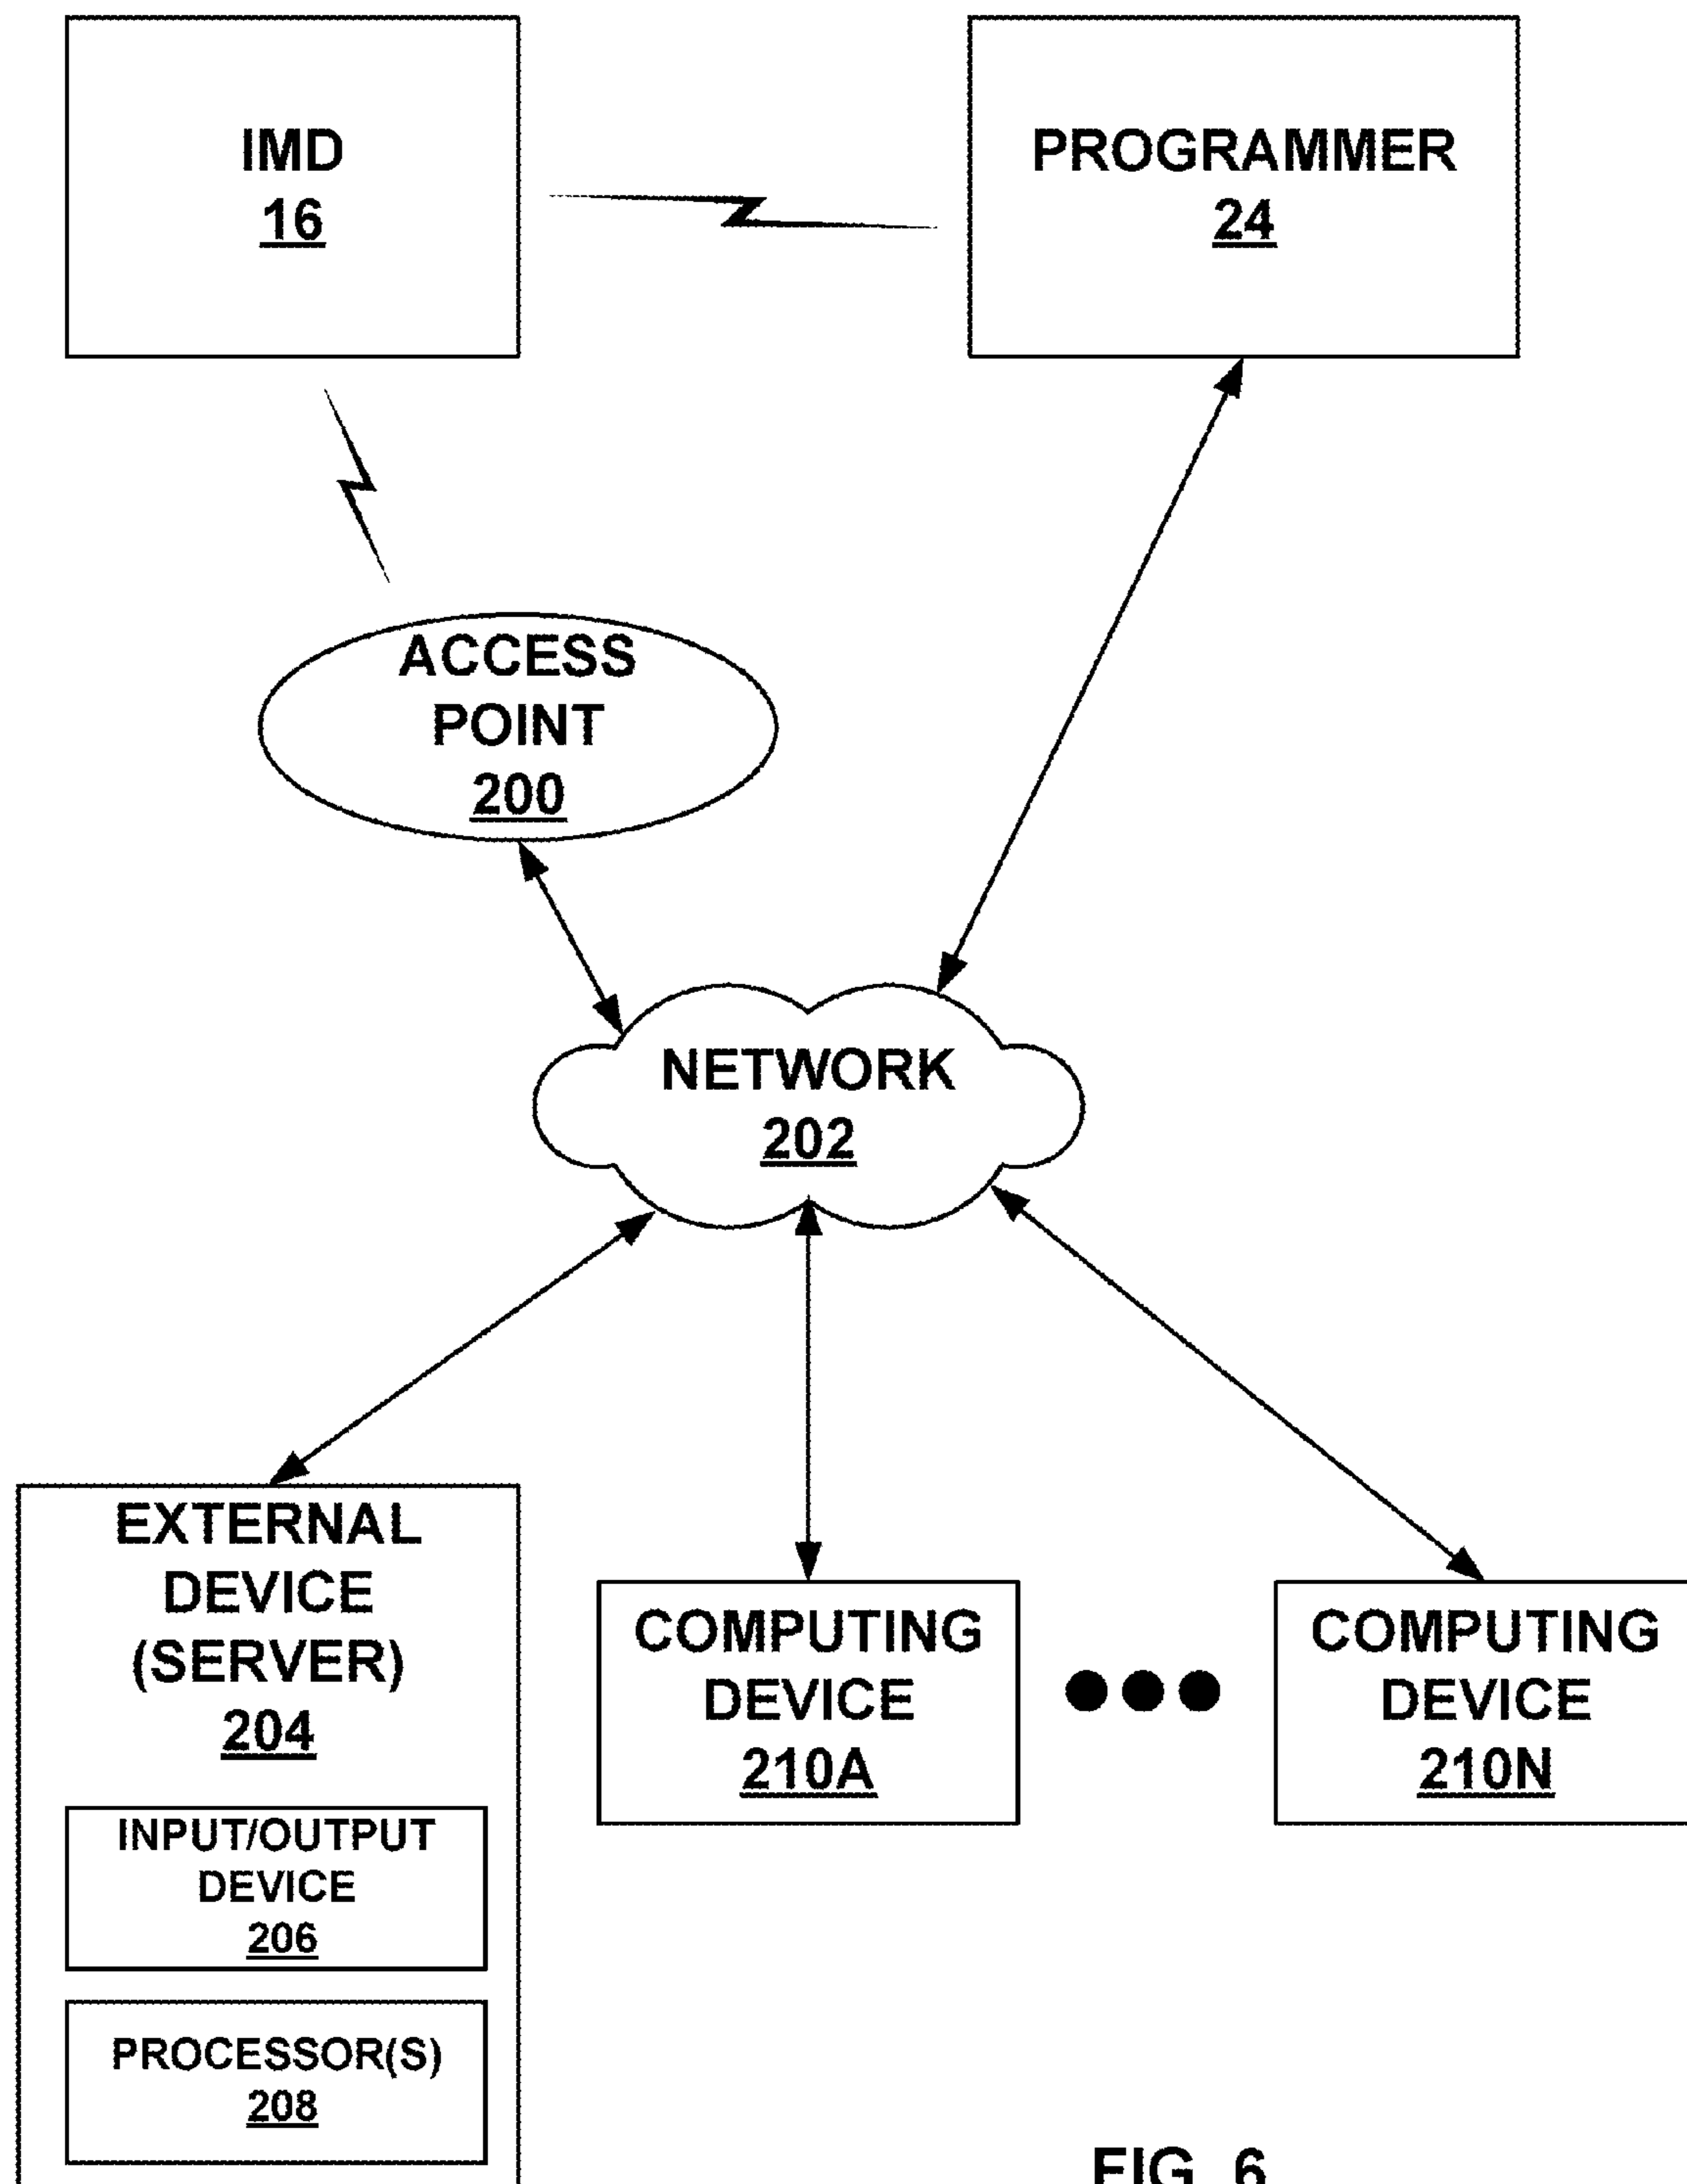 IMD
16
PROGRAMMER
24
ACCESS
POINT
200
NETWORK
202
EXTERNAL
DEVICE
(SERVER)
204
INPUT/OUTPUT
DEVICE
206
PROCESSOR(S)
208
COMPUTING
DEVICE
210A
COMPUTING
DEVICE
210N
FIG. 6